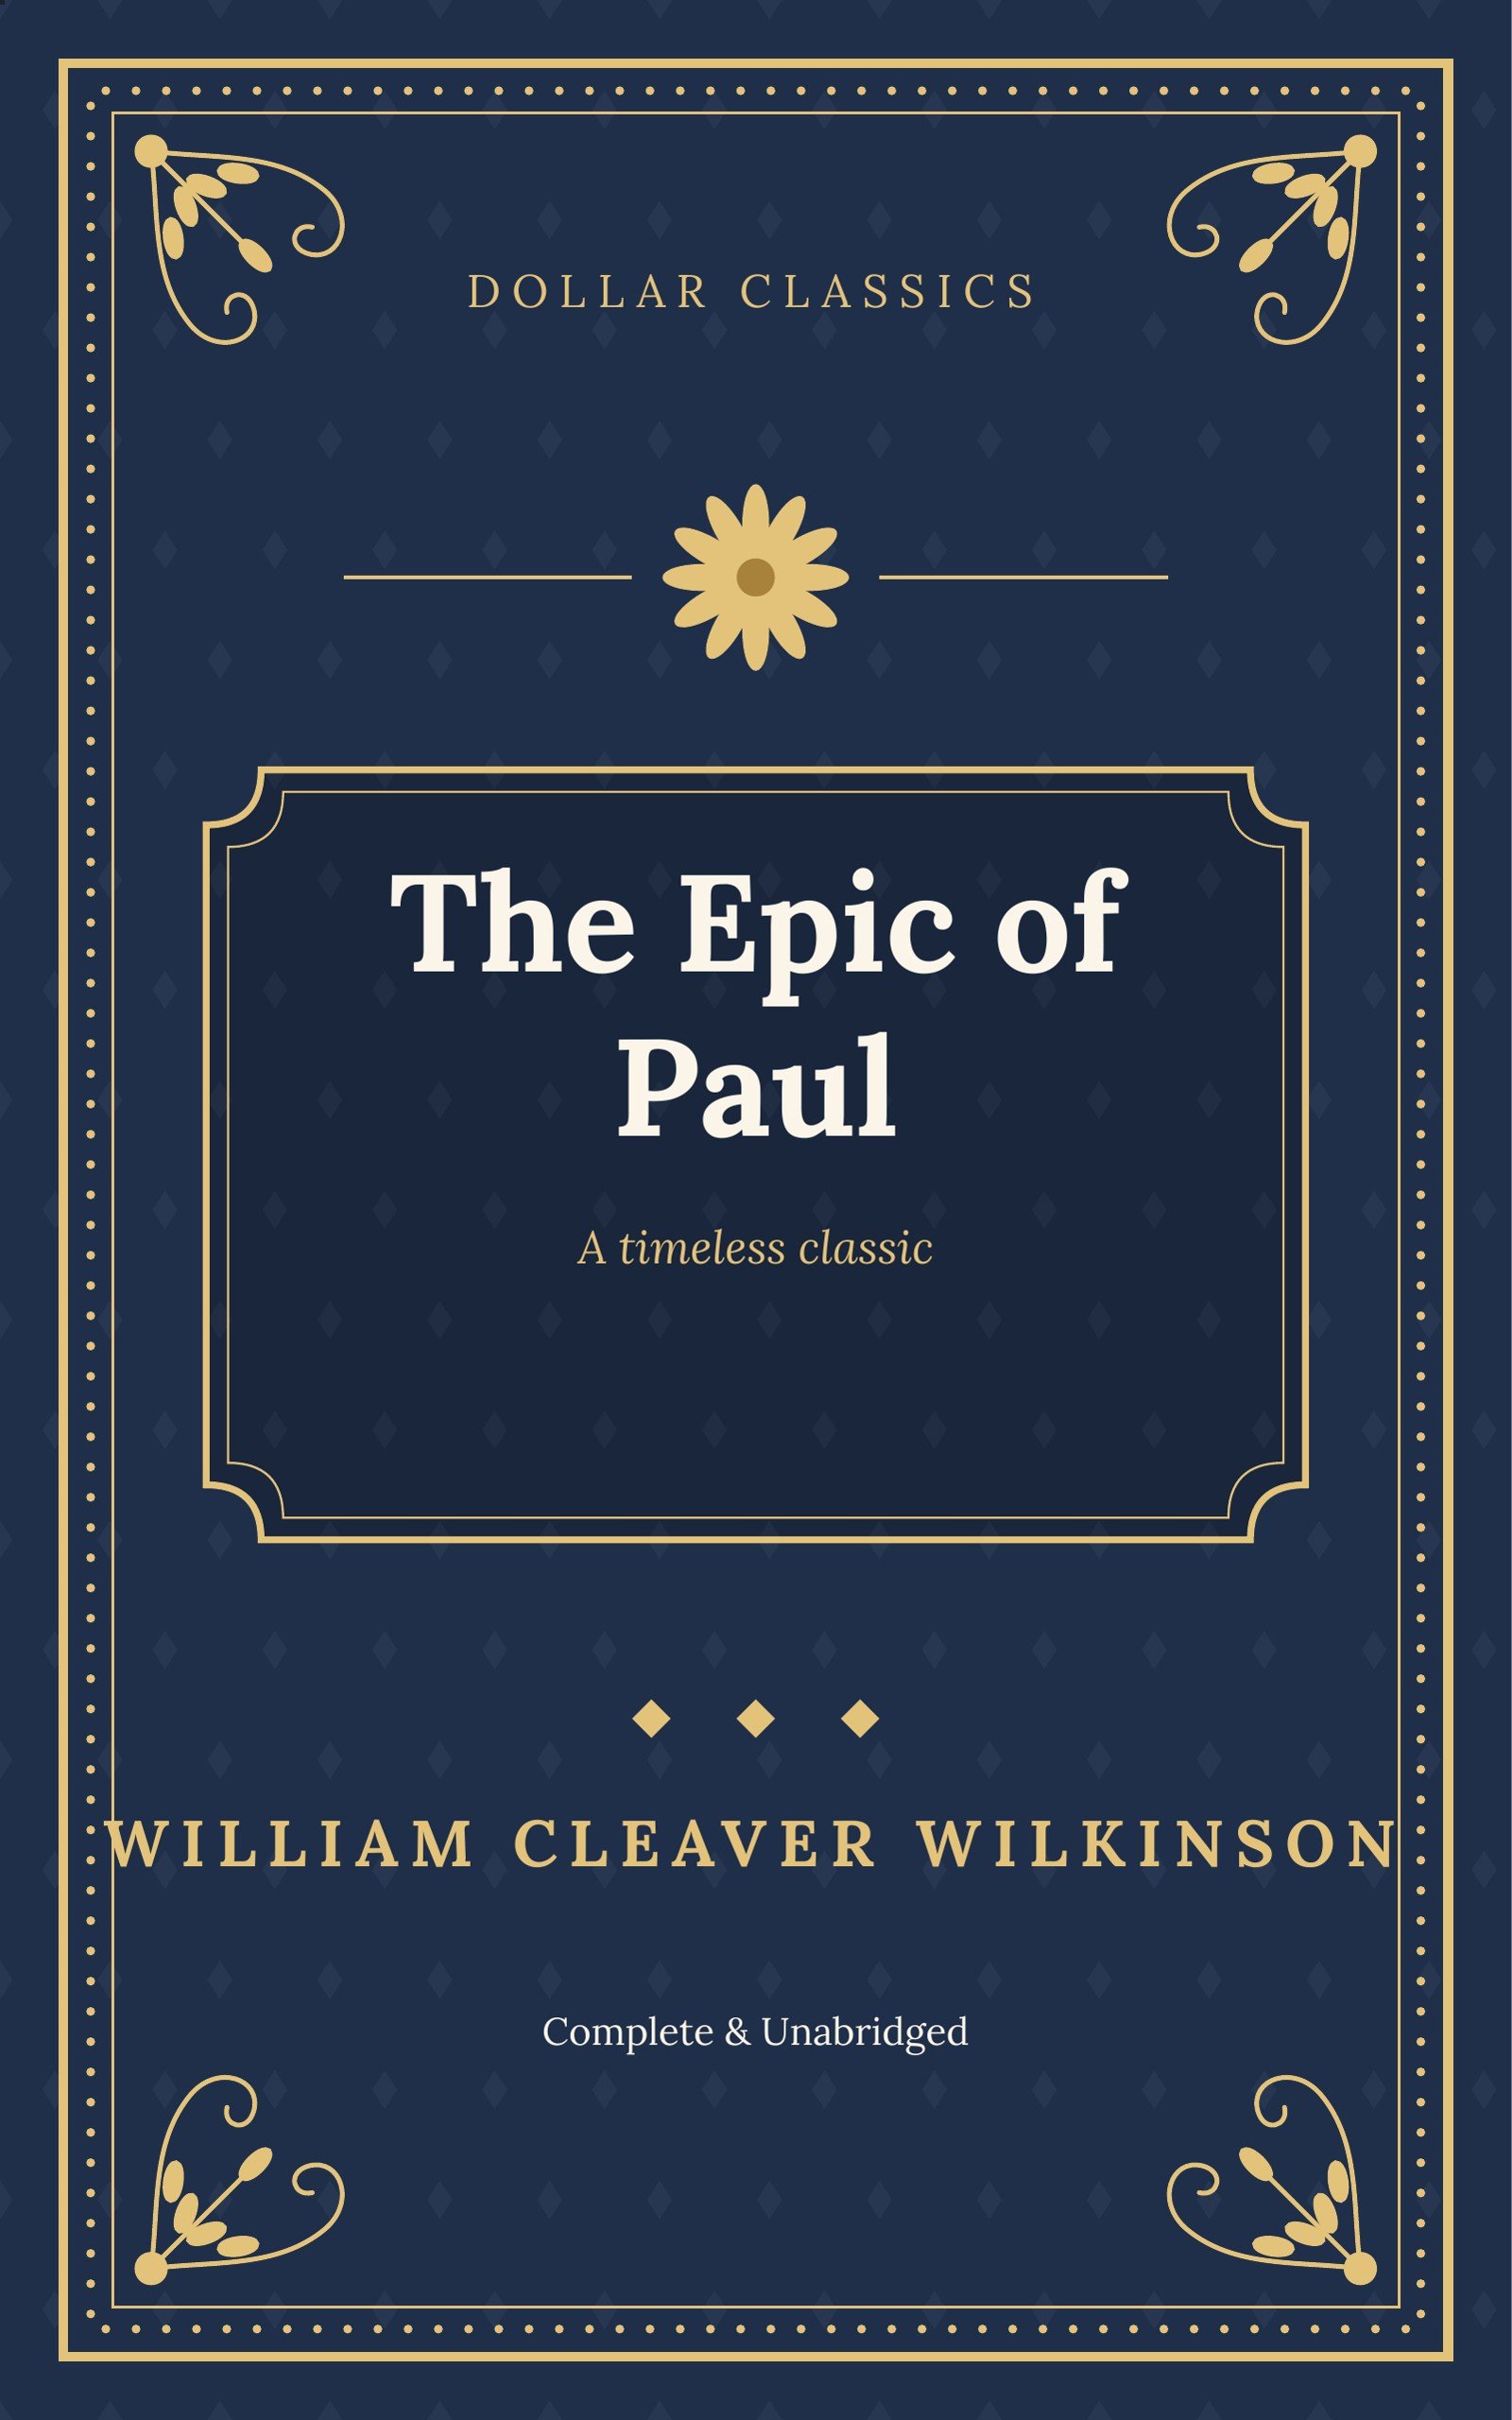 DOLLAR CLASSICS
The Epic of
Paul
A timeless classic
WILLIAM CLEAVER WILKINSON
Complete & Unabridged